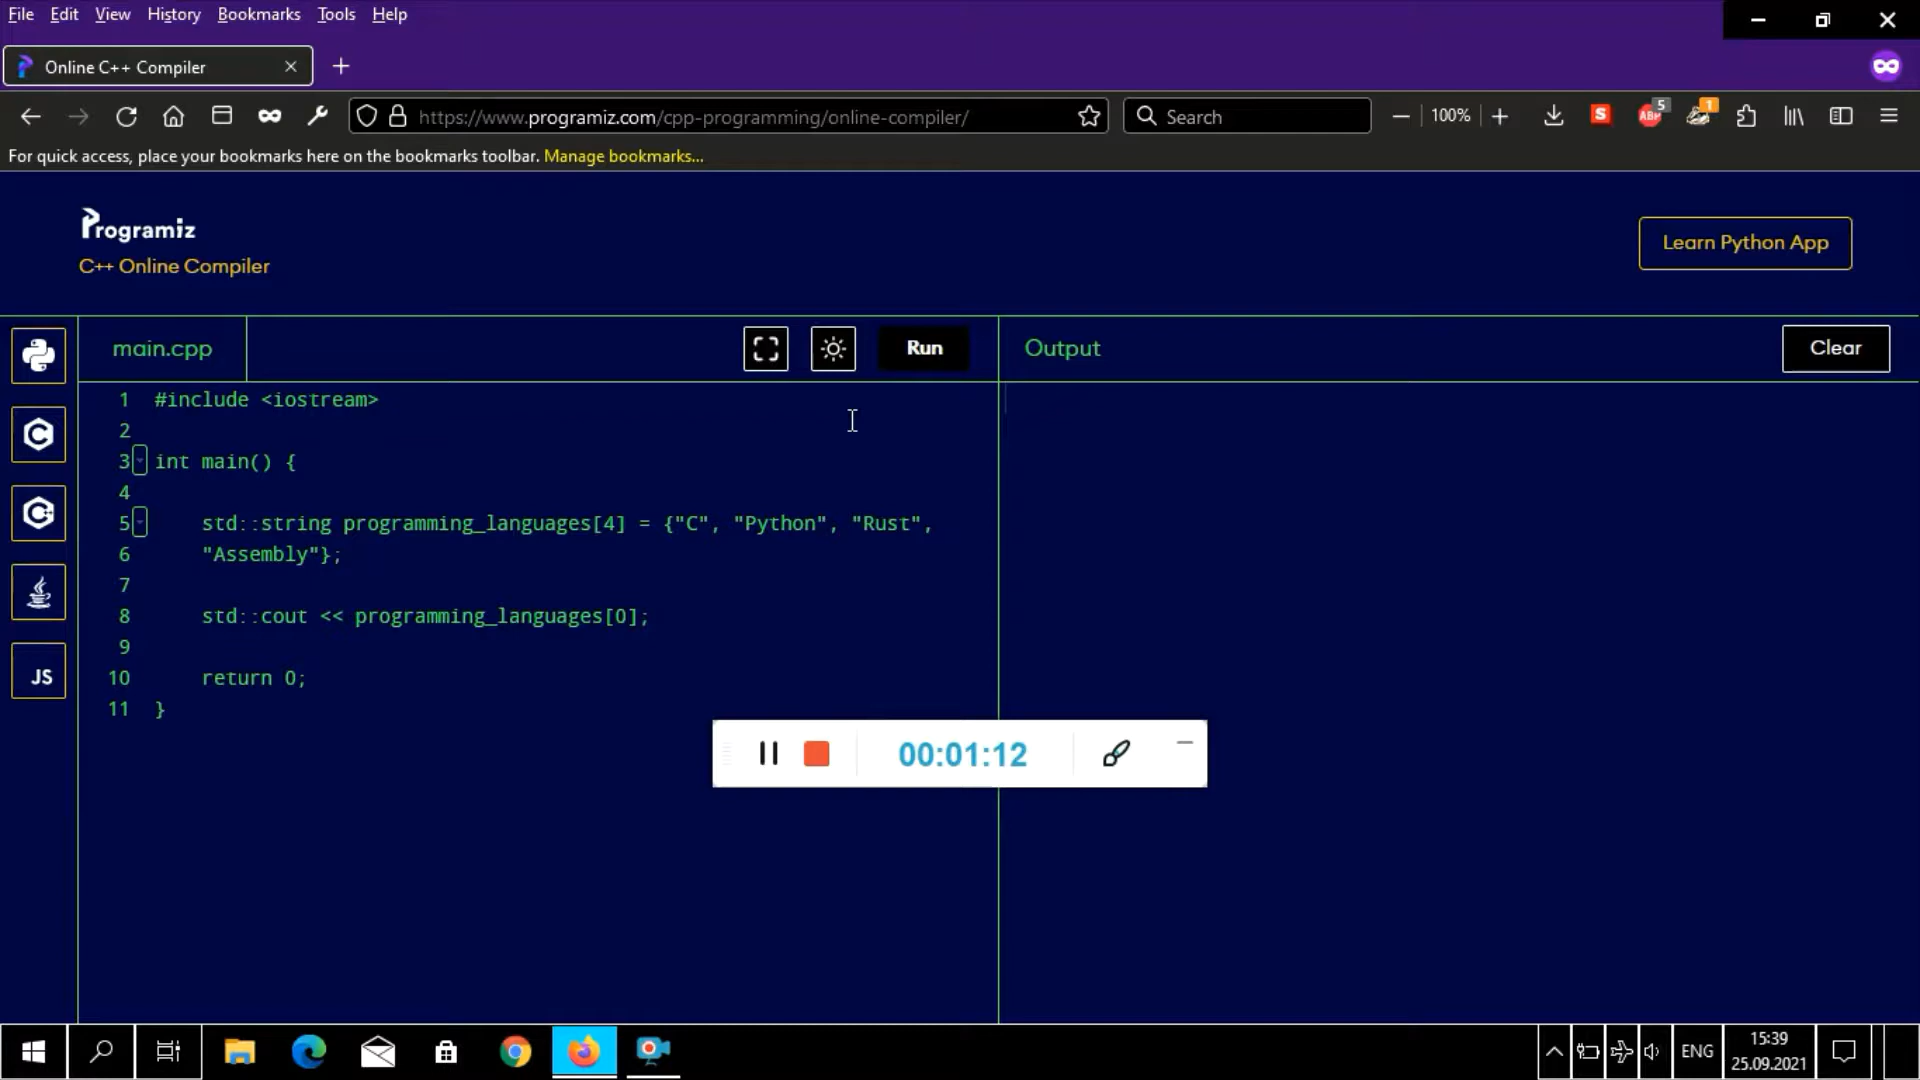 File Edit View History Bookmarks Tools Help
Online C++ Compiler
https://www.programiz.com/cpp-programming/online-compiler/
Search
100%
S
ABP
5
1
For quick access, place your bookmarks here on the bookmarks toolbar. Manage bookmarks...
Programiz
C++ Online Compiler
Learn Python App
main.cpp
Run
Output
Clear
1 #include <iostream>
2
3 int main() {
4
5 std::string programming_languages[4] = {"C", "Python", "Rust",
6 "Assembly"};
7
8 std::cout << programming_languages[0];
9
10 return 0;
11 }
JS
00:01:12
ENG
15:39
25.09.2021